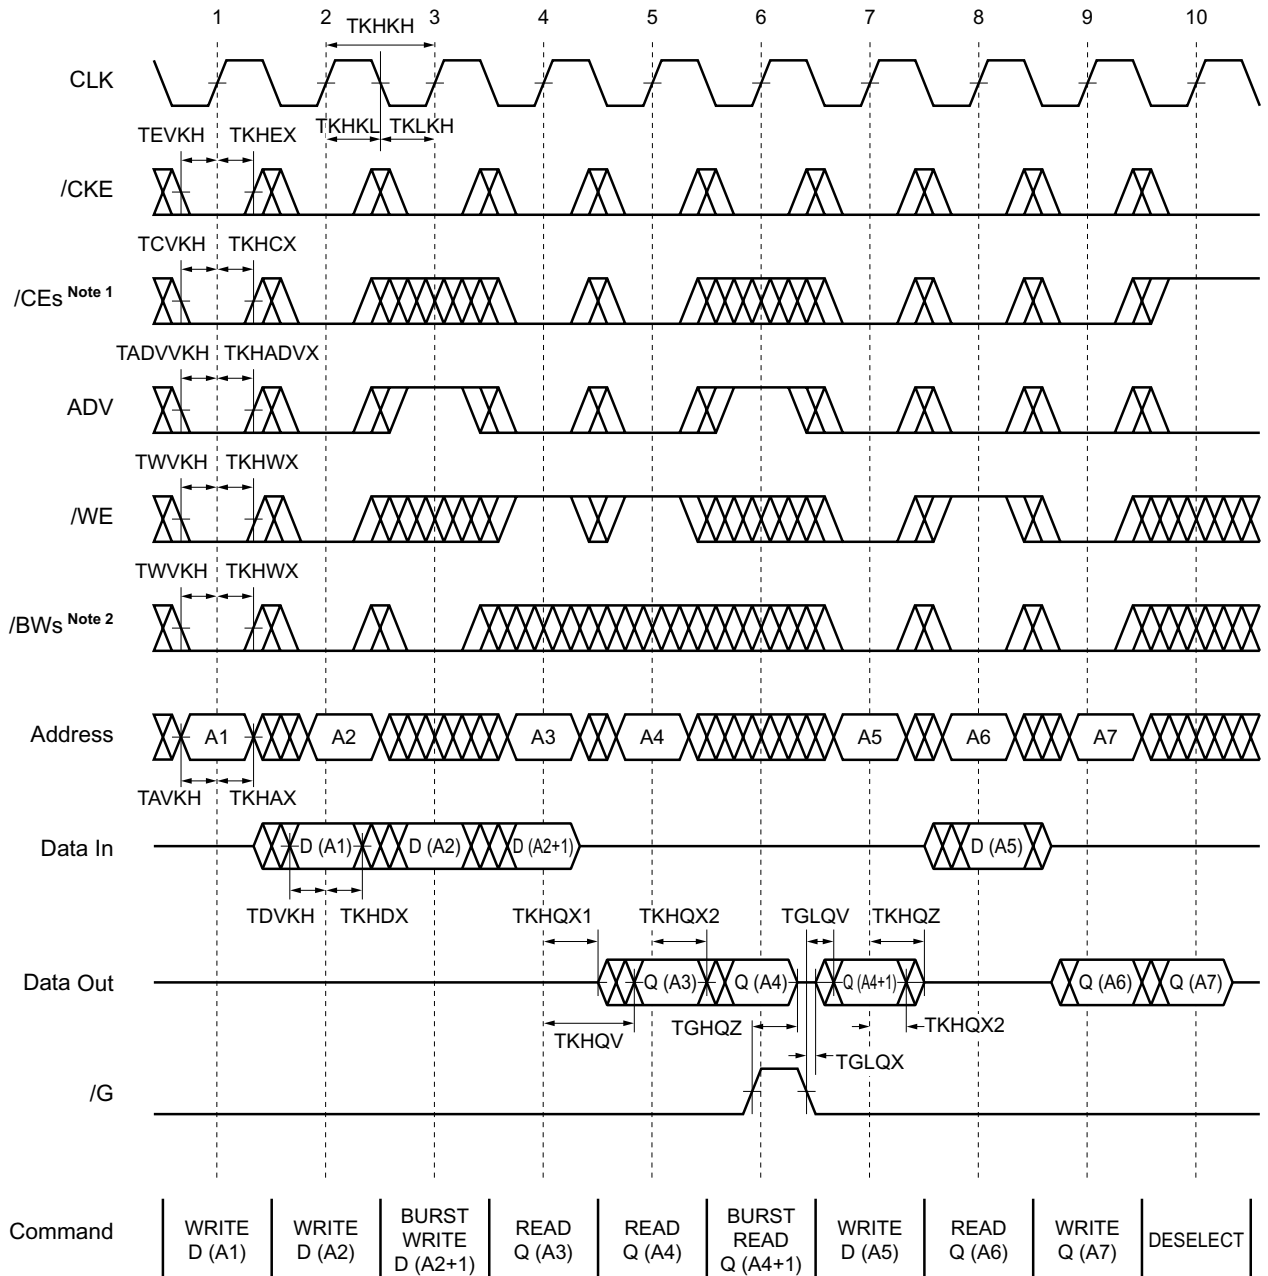 1 2 3 4 5 6 7 8 9 10
TKHKH
CLK
TKHKL TKLKH
TEVKH TKHEX
/CKE
TCVKH TKHCX
/CEs Note 1
TADVVKH TKHADVX
ADV
TWVKH TKHWX
/WE
TWVKH TKHWX
/BWs Note 2
Address A1 A2 A3 A4 A5 A6 A7
TAVKH TKHAX
Data In D (A1) D (A2) D (A2+1) D (A5)
TDVKH TKHDX TKHQX1 TKHQX2 TGLQV TKHQZ
Data Out Q (A3) Q (A4) Q (A4+1) Q (A6) Q (A7)
TKHQV TGHQZ TKHQX2
TGLQX
/G
Command
WRITE
D (A1)
WRITE
D (A2)
BURST
WRITE
D (A2+1)
READ
Q (A3)
READ
Q (A4)
BURST
READ
Q (A4+1)
WRITE
D (A5)
READ
Q (A6)
WRITE
Q (A7)
DESELECT